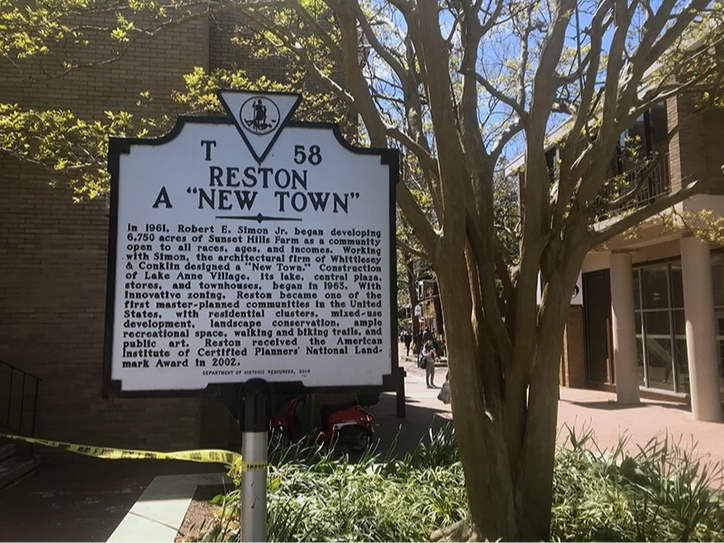 T 58
RESTON
A "NEW TOWN"
In 1961, Robert E. Simon Jr. began developing
6,750 acres of Sunset Hills Farm as a community
open to all races, ages, and incomes. Working
with Simon, the architectural firm of Whittlesey
& Conklin designed a "New Town." Construction
of Lake Anne Village, its lake, central plaza,
stores, and townhouses, began in 1963. With
innovative zoning, Reston became one of the
first master-planned communities in the United
States, with residential clusters, mixed-use
development, landscape conservation, ample
recreational space, walking and biking trails, and
public art. Reston received the American
Institute of Certified Planners' National Land-
mark Award in 2002.
DEPARTMENT OF HISTORIC RESOURCES,